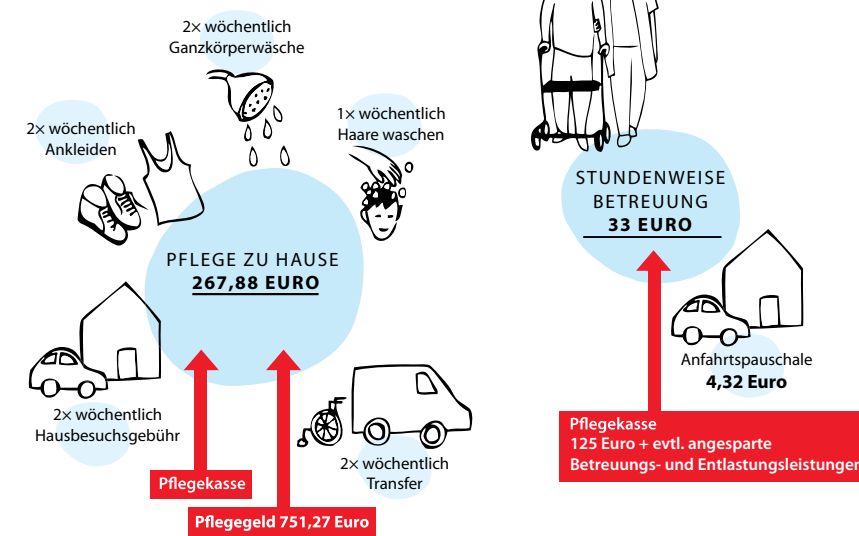 2× wöchentlich
Ganzkörperwäsche
2× wöchentlich
Ankleiden
1× wöchentlich
Haare waschen
PFLEGE ZU HAUSE
267,88 EURO
2× wöchentlich
Hausbesuchsgebühr
2× wöchentlich
Transfer
Pflegekasse
Pflegegeld 751,27 Euro
STUNDENWEISE
BETREUUNG
33 EURO
Anfahrtspauschale
4,32 Euro
Pflegekasse
125 Euro + evtl. angesparte
Betreuungs- und Entlastungsleistungen